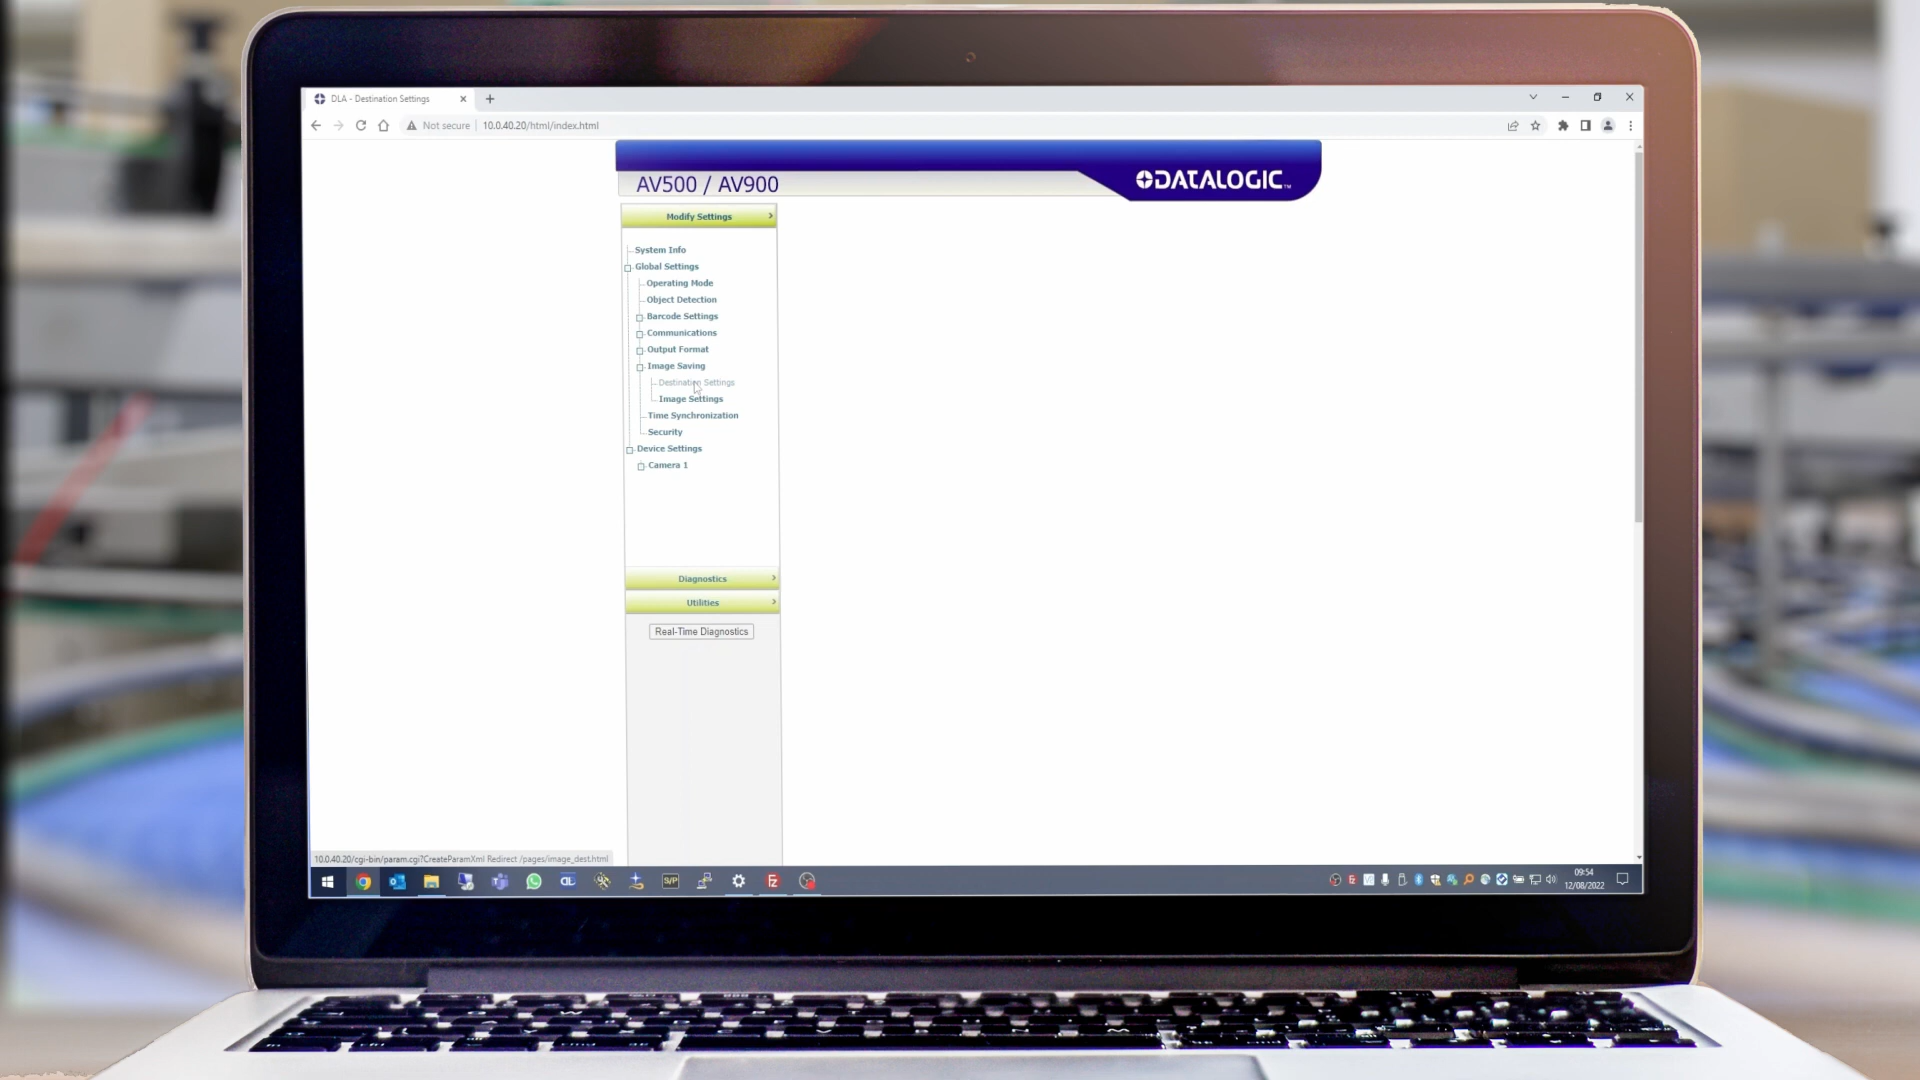 DLA - Destination Settings
Not secure
10.0.40.20/html/index.html
AV500 / AV900
DATALOGIC
Modify Settings
System Info
Global Settings
Operating Mode
Object Detection
Barcode Settings
Communications
Output Format
Image Saving
Destination Settings
Image Settings
Time Synchronization
Security
Device Settings
Camera 1
Diagnostics
Utilities
Real-Time Diagnostics
10.0.40.20/cgi-bin/param.cgi?CreateParamXml Redirect /pages/image_dest.html
S/P
09:54
12/08/2022